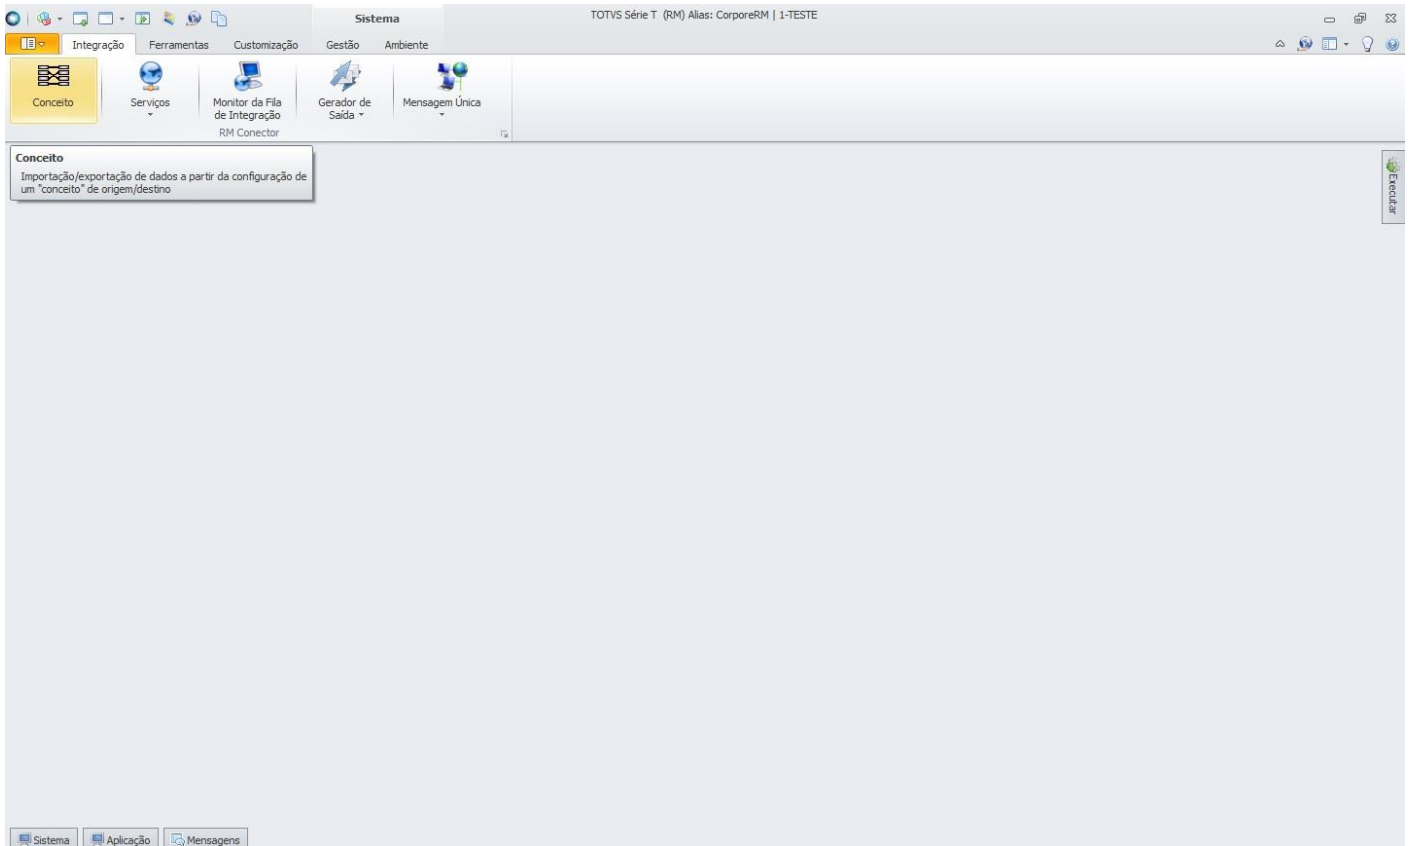 Sistema
TOTVS Série T (RM) Alias: CorporeRM | 1-TESTE
Integração
Ferramentas
Customização
Gestão
Ambiente
Conceito
Serviços
Monitor da Fila
de Integração
Gerador de
Saída
Mensagem Única
RM Conector
Conceito
Importação/exportação de dados a partir da configuração de
um "conceito" de origem/destino
Executar
Sistema
Aplicação
Mensagens